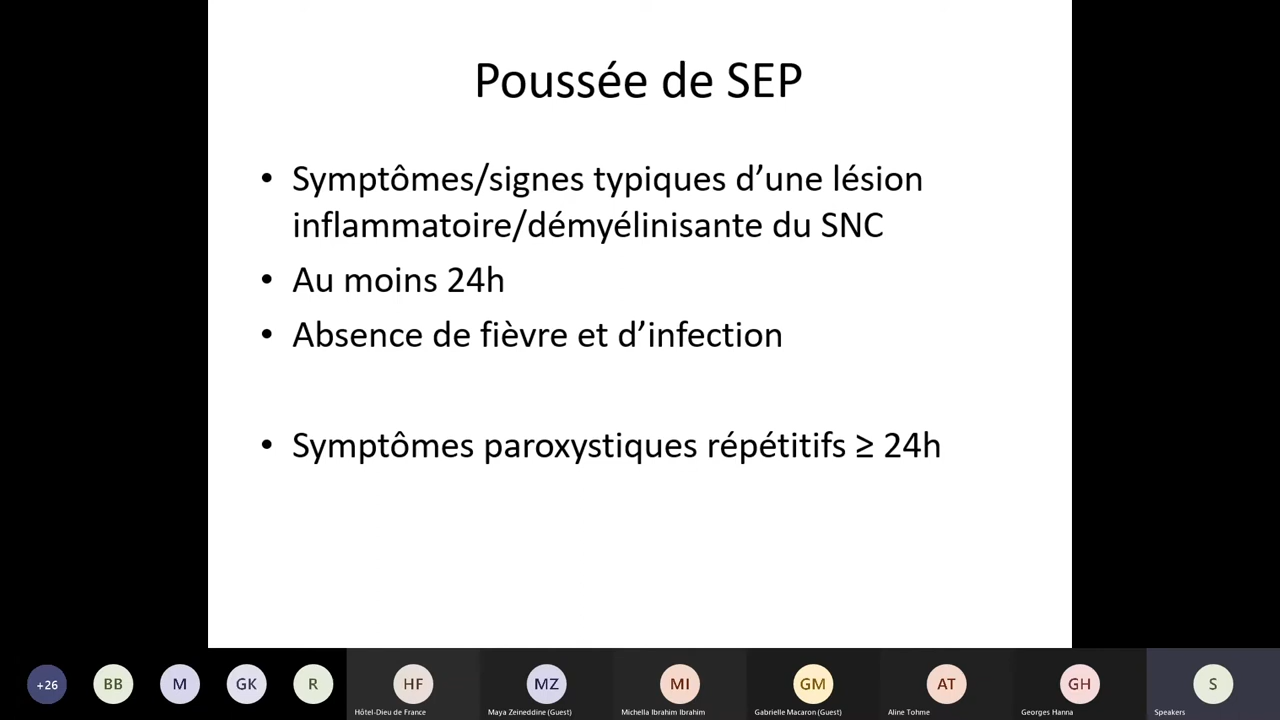 Poussée de SEP
• Symptômes/signes typiques d’une lésion
inflammatoire/démyélinisante du SNC
• Au moins 24h
• Absence de fièvre et d’infection
• Symptômes paroxystiques répétitifs ≥ 24h
+26
BB
M
GK
R
HF
MZ
MI
GM
AT
GH
S
Hôtel-Dieu de France
Maya Zeineddine (Guest)
Michella Ibrahim Ibrahim
Gabrielle Macaron (Guest)
Aline Tohme
Georges Hanna
Speakers